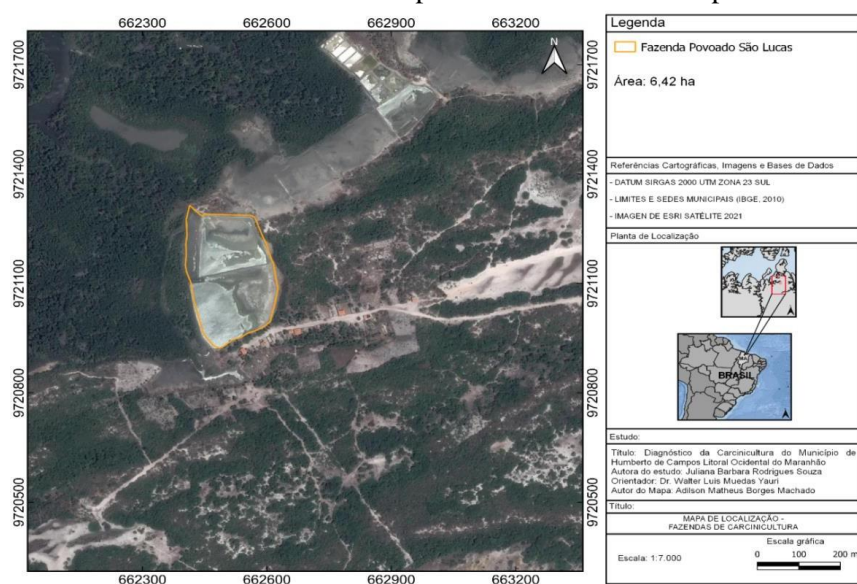 662300 662600 662900 663200
9721700
9721400
9721100
9720800
9720500
N
9721700
9721400
9721100
9720800
9720500
662300 662600 662900 663200
Legenda
Fazenda Povoado São Lucas
Área: 6,42 ha
Referências Cartográficas, Imagens e Bases de Dados
- DATUM SIRGAS 2000 UTM ZONA 23 SUL
- LIMITES E SEDES MUNICIPAIS (IBGE, 2010)
- IMAGEN DE ESRI SATÉLITE 2021
Planta de Localização
BRASIL
Estudo:
Título: Diagnóstico da Carcinicultura do Município de
Humberto de Campos Litoral Ocidental do Maranhão
Autora do estudo: Juliana Barbara Rodrigues Souza
Orientador: Dr. Walter Luis Muedas Yauri
Autor do Mapa: Adilson Matheus Borges Machado
Título:
MAPA DE LOCALIZAÇÃO -
FAZENDAS DE CARCINICULTURA
Escala: 1:7.000
Escala gráfica
0 100 200 m